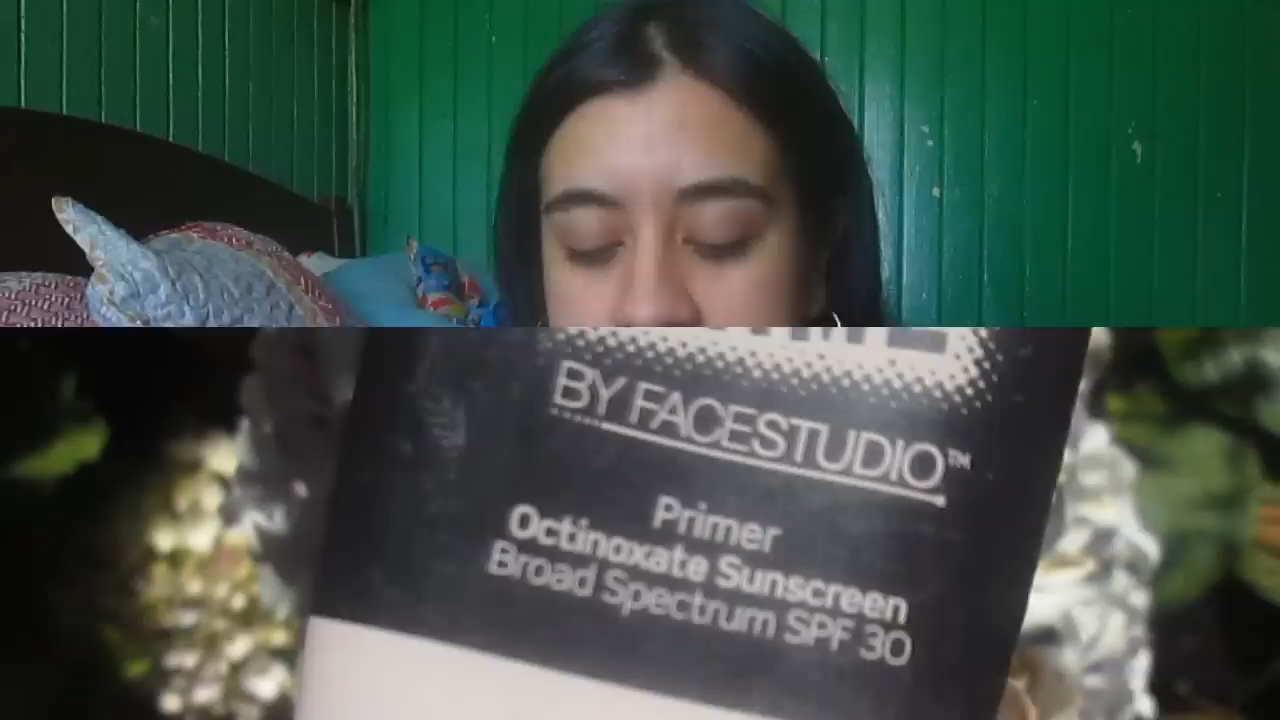 BY FACESTUDIO™
Primer
Octinoxate Sunscreen
Broad Spectrum SPF 30